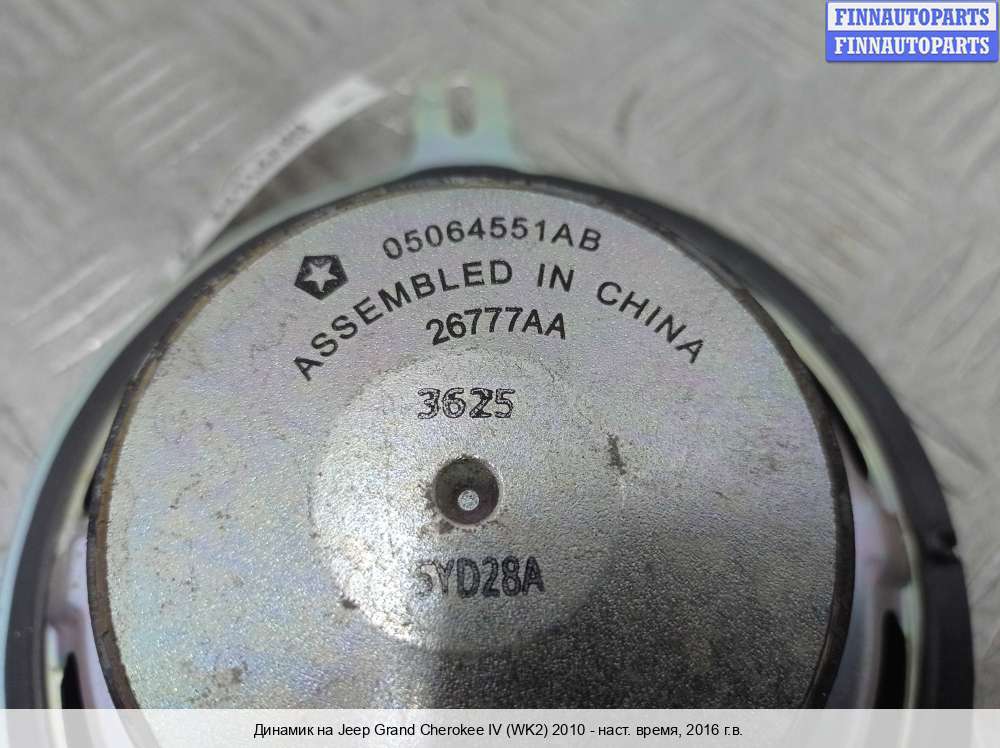 FINNAUTOPARTS
FINNAUTOPARTS
05064551AB
ASSEMBLED IN CHINA
26777AA
3625
5YD28A
Динамик на Jeep Grand Cherokee IV (WK2) 2010 - наст. время, 2016 г.в.